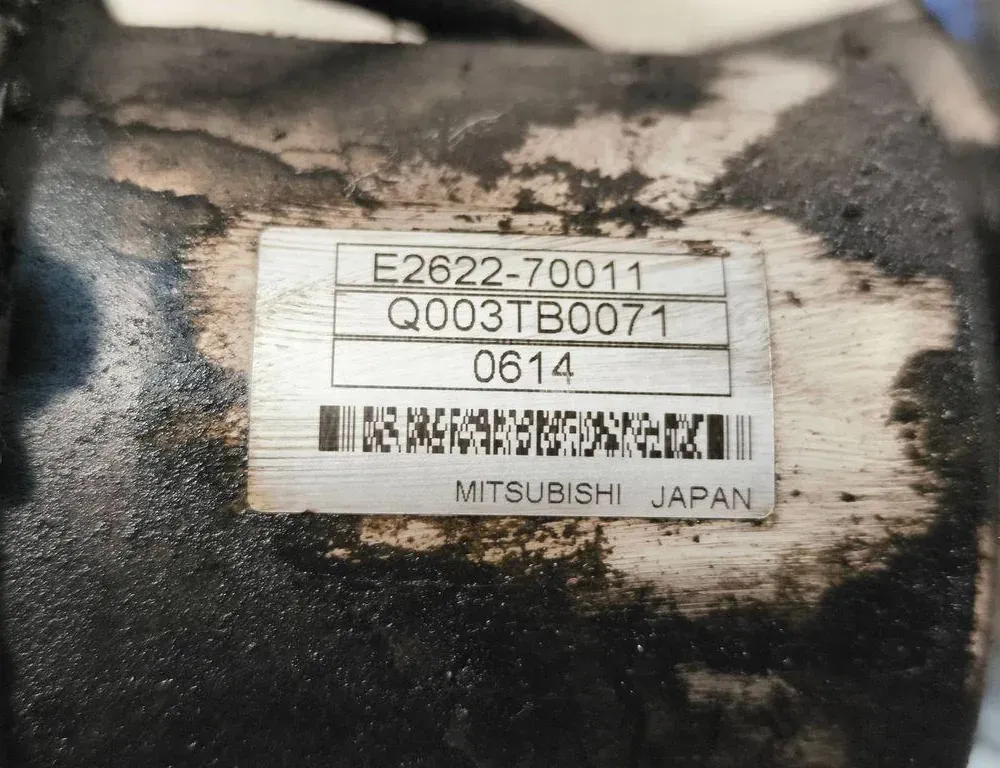 E2622-70011
Q003TB0071
0614
MITSUBISHI JAPAN